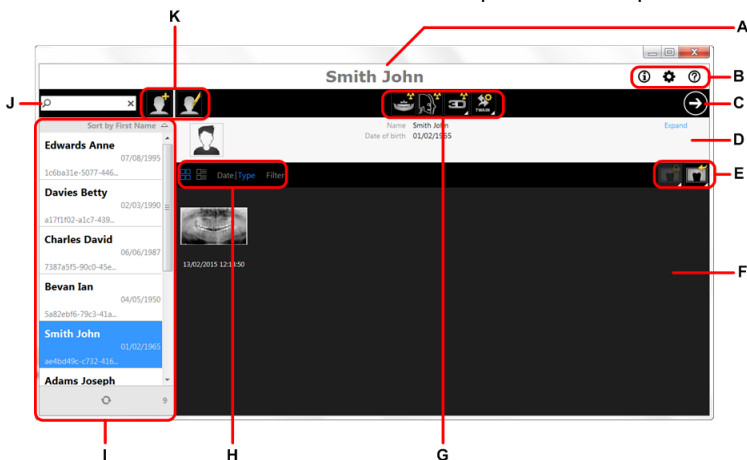 K
A
Smith John
B
J
TWAIN
C
Sort by First Name
Name Smith John
Date of birth 01/02/1965
Expand
D
Edwards Anne
07/08/1995
1c6ba31e-5077-446...
Date|Type Filter
E
Davies Betty
02/03/1990
a17f1f02-a1c7-439...
Charles David
06/06/1987
7387a5f5-90c0-45e...
13/02/2015 12:13:50
F
Bevan Ian
04/05/1950
5a82ebf6-79c3-41a...
Smith John
01/02/1965
ae4bd49c-c732-416...
Adams Joseph
9
I
H
G